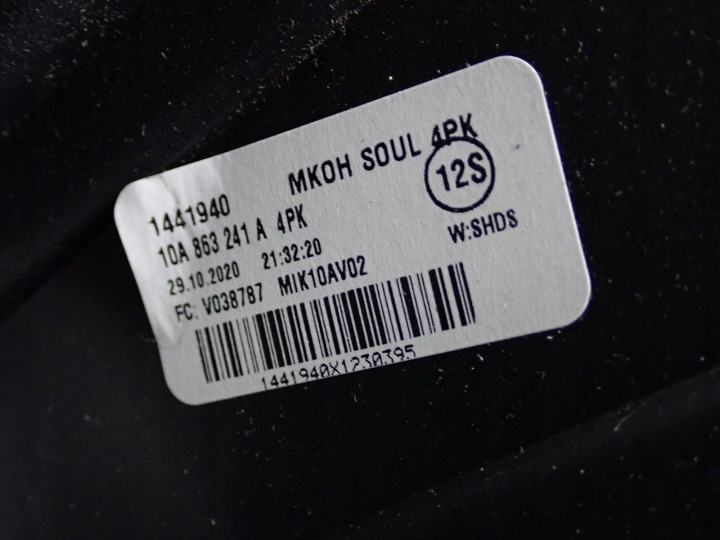 MKOH SOUL 4PK
1441940
12S
10A 863 241 A 4PK
W:SHDS
29.10.2020 21:32:20
FC: V038787 MIK10AV02
1441940X1230395